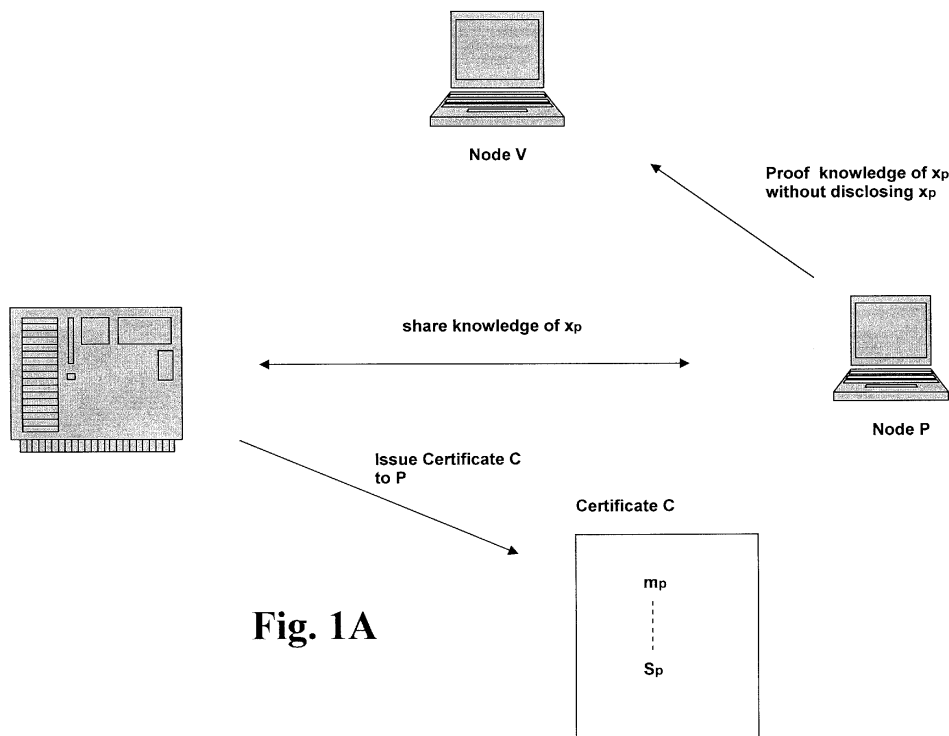 Node V
Proof knowledge of xp
without disclosing xp
share knowledge of xp
Node P
Issue Certificate C
to P
Certificate C
mp
Sp
Fig. 1A